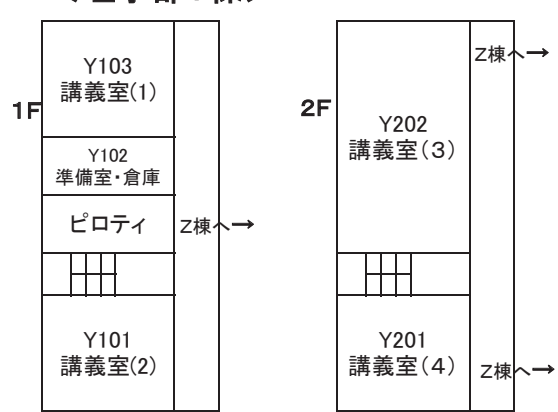 1F
Y103
講義室(1)
Y102
準備室・倉庫
ピロティ
Z棟へ→
Y101
講義室(2)
2F
Z棟へ→
Y202
講義室(3)
Y201
講義室(4)
Z棟へ→